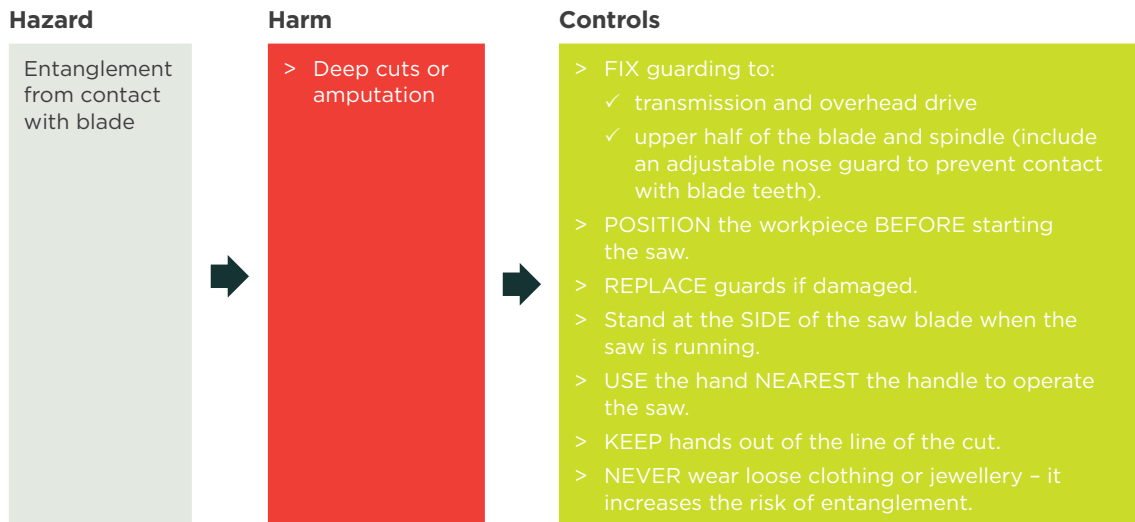 Hazard
Harm
Controls
Entanglement
from contact
with blade
> Deep cuts or
amputation
> FIX guarding to:
✓ transmission and overhead drive
✓ upper half of the blade and spindle (include
an adjustable nose guard to prevent contact
with blade teeth).
> POSITION the workpiece BEFORE starting
the saw.
> REPLACE guards if damaged.
> Stand at the SIDE of the saw blade when the
saw is running.
> USE the hand NEAREST the handle to operate
the saw.
> KEEP hands out of the line of the cut.
> NEVER wear loose clothing or jewellery – it
increases the risk of entanglement.